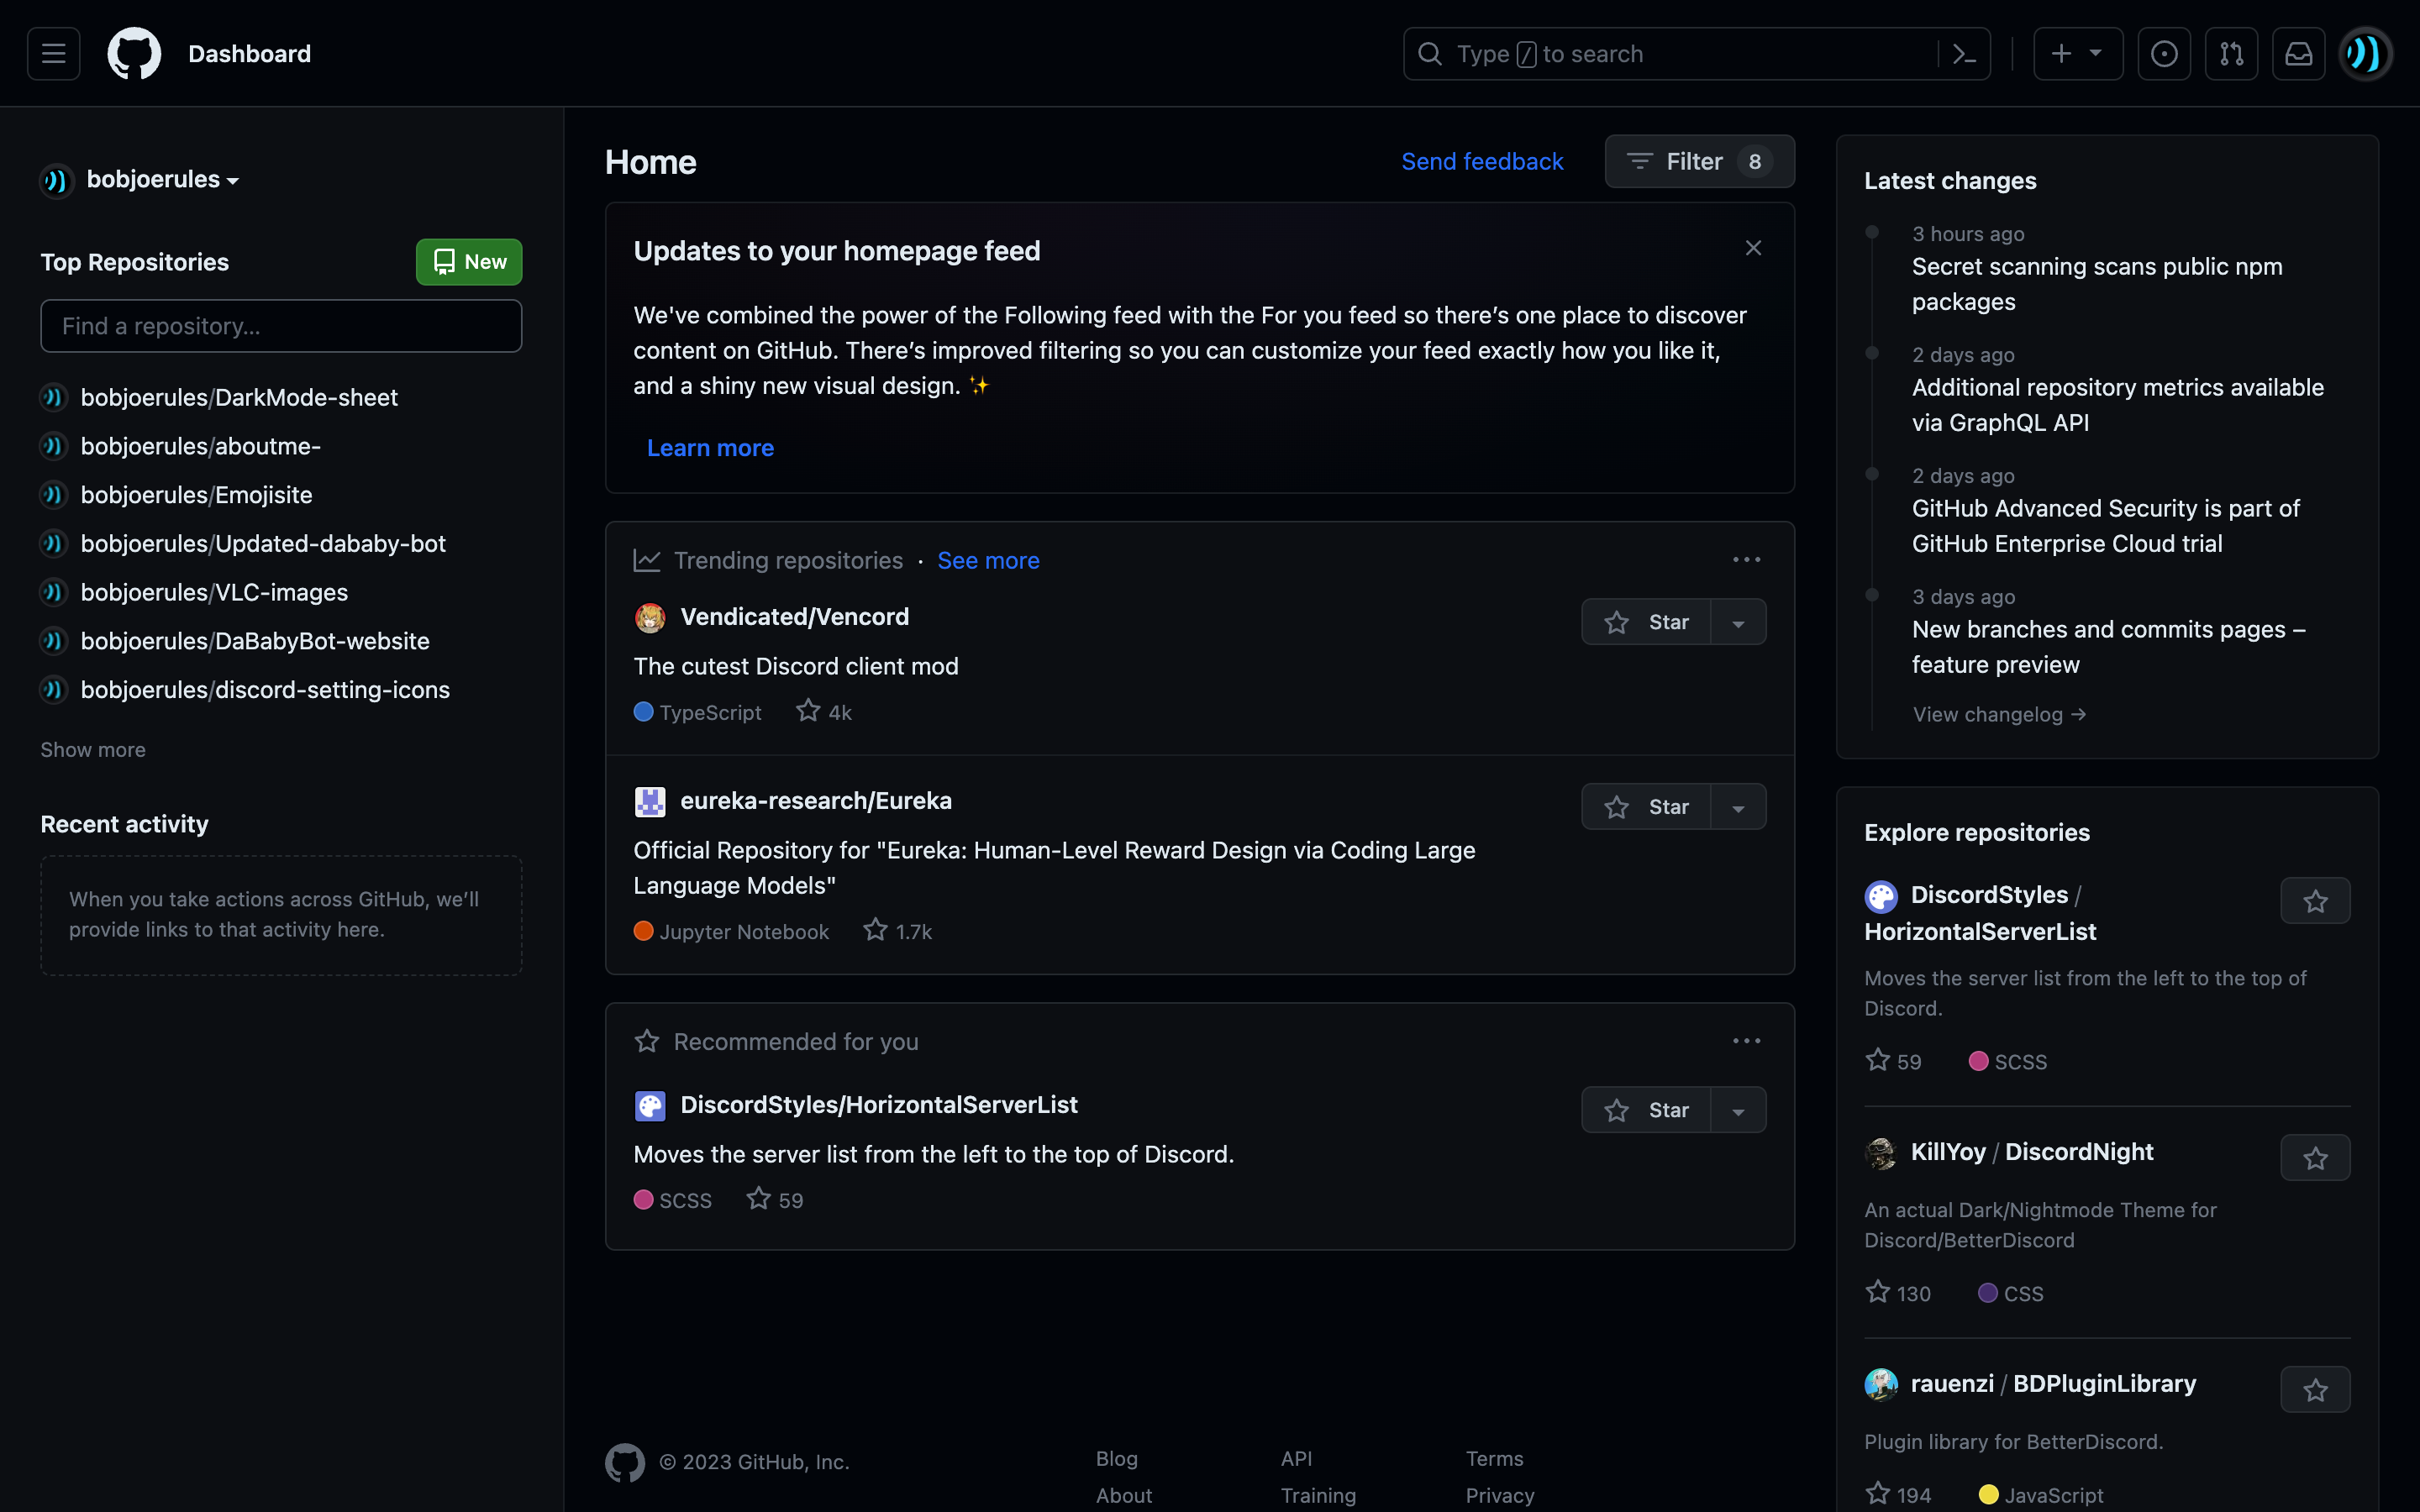 Dashboard
Type / to search
bobjoerules
Top Repositories
New
Find a repository...
bobjoerules/DarkMode-sheet
bobjoerules/aboutme-
bobjoerules/Emojisite
bobjoerules/Updated-dababy-bot
bobjoerules/VLC-images
bobjoerules/DaBabyBot-website
bobjoerules/discord-setting-icons
Show more
Recent activity
When you take actions across GitHub, we’ll
provide links to that activity here.
Home
Send feedback
Filter 8
Updates to your homepage feed
We've combined the power of the Following feed with the For you feed so there’s one place to discover
content on GitHub. There’s improved filtering so you can customize your feed exactly how you like it,
and a shiny new visual design. ✨
Learn more
Trending repositories · See more
Vendicated/Vencord
Star
The cutest Discord client mod
TypeScript 4k
eureka-research/Eureka
Star
Official Repository for "Eureka: Human-Level Reward Design via Coding Large
Language Models"
Jupyter Notebook 1.7k
Recommended for you
DiscordStyles/HorizontalServerList
Star
Moves the server list from the left to the top of Discord.
SCSS 59
© 2023 GitHub, Inc.
Blog
API
Terms
About
Training
Privacy
Latest changes
3 hours ago
Secret scanning scans public npm
packages
2 days ago
Additional repository metrics available
via GraphQL API
2 days ago
GitHub Advanced Security is part of
GitHub Enterprise Cloud trial
3 days ago
New branches and commits pages –
feature preview
View changelog →
Explore repositories
DiscordStyles /
HorizontalServerList
Moves the server list from the left to the top of
Discord.
59 SCSS
KillYoy / DiscordNight
An actual Dark/Nightmode Theme for
Discord/BetterDiscord
130 CSS
rauenzi / BDPluginLibrary
Plugin library for BetterDiscord.
194 JavaScript